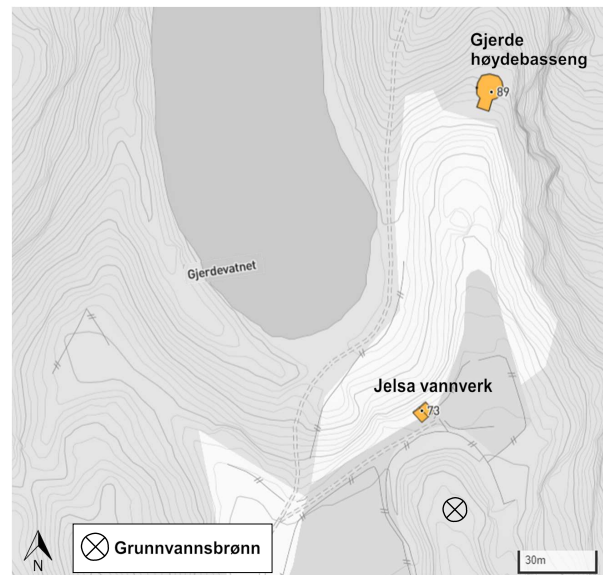 Gjerde
høydebasseng
89
Gjerdevatnet
Jelsa vannverk
73
N
Grunnvannsbrønn
30m